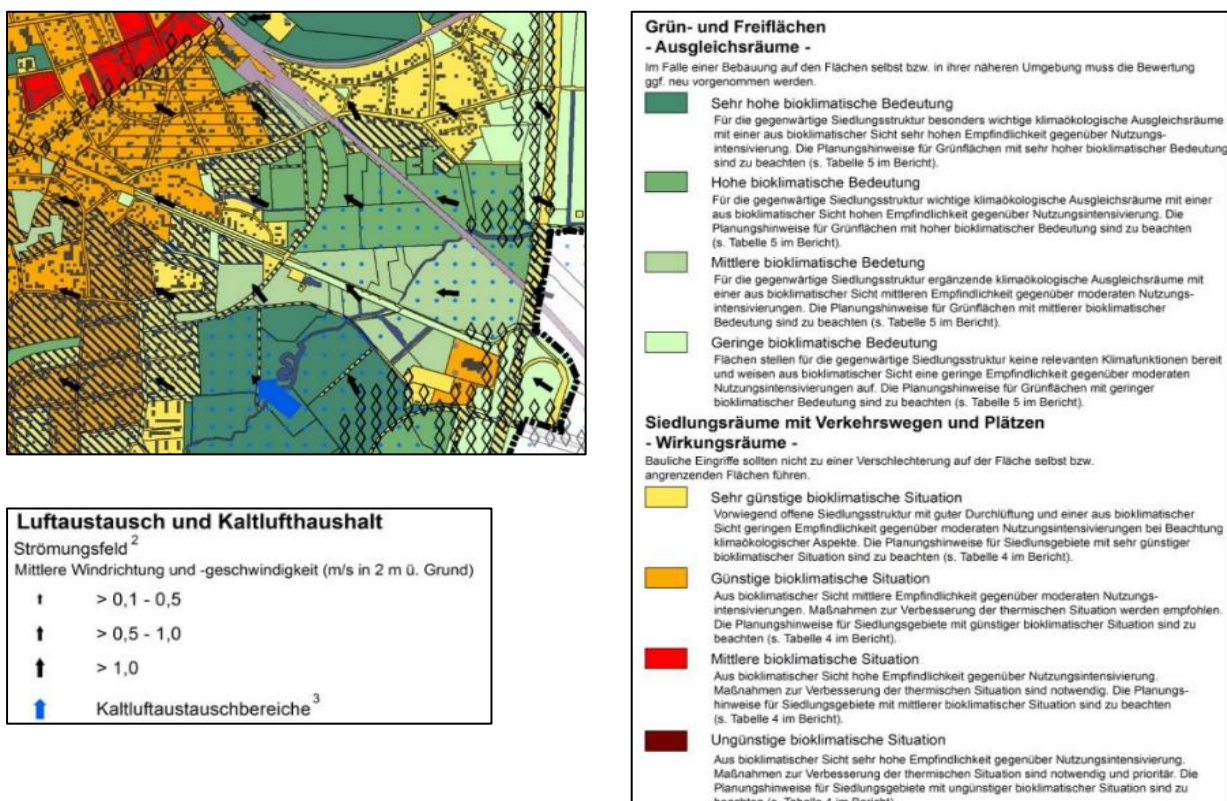 Luftaustausch und Kaltlufthaushalt
Strömungsfeld 2
Mittlere Windrichtung und -geschwindigkeit (m/s in 2 m ü. Grund)
> 0,1 - 0,5
> 0,5 - 1,0
> 1,0
Kaltluftaustauschbereiche 3
Grün- und Freiflächen
- Ausgleichsräume -
Im Falle einer Bebauung auf den Flächen selbst bzw. in ihrer näheren Umgebung muss die Bewertung
ggf. neu vorgenommen werden.
Sehr hohe bioklimatische Bedeutung
Für die gegenwärtige Siedlungsstruktur besonders wichtige klimaökologische Ausgleichsräume
mit einer aus bioklimatischer Sicht sehr hohen Empfindlichkeit gegenüber Nutzungs-
intensivierung. Die Planungshinweise für Grünflächen mit sehr hoher bioklimatischer Bedeutung
sind zu beachten (s. Tabelle 5 im Bericht).
Hohe bioklimatische Bedeutung
Für die gegenwärtige Siedlungsstruktur wichtige klimaökologische Ausgleichsräume mit einer
aus bioklimatischer Sicht hohen Empfindlichkeit gegenüber Nutzungsintensivierung. Die
Planungshinweise für Grünflächen mit hoher bioklimatischer Bedeutung sind zu beachten
(s. Tabelle 5 im Bericht).
Mittlere bioklimatische Bedetung
Für die gegenwärtige Siedlungsstruktur ergänzende klimaökologische Ausgleichsräume mit
einer aus bioklimatischer Sicht mittleren Empfindlichkeit gegenüber moderaten Nutzungs-
intensivierungen. Die Planungshinweise für Grünflächen mit mittlerer bioklimatischer
Bedeutung sind zu beachten (s. Tabelle 5 im Bericht).
Geringe bioklimatische Bedeutung
Flächen stellen für die gegenwärtige Siedlungsstruktur keine relevanten Klimafunktionen bereit
und weisen aus bioklimatischer Sicht eine geringe Empfindlichkeit gegenüber moderaten
Nutzungsintensivierungen auf. Die Planungshinweise für Grünflächen mit geringer
bioklimatischer Bedeutung sind zu beachten (s. Tabelle 5 im Bericht).
Siedlungsräume mit Verkehrswegen und Plätzen
- Wirkungsräume -
Bauliche Eingriffe sollten nicht zu einer Verschlechterung auf der Fläche selbst bzw.
angrenzenden Flächen führen.
Sehr günstige bioklimatische Situation
Vorwiegend offene Siedlungsstruktur mit guter Durchlüftung und einer aus bioklimatischer
Sicht geringen Empfindlichkeit gegenüber moderaten Nutzungsintensivierungen bei Beachtung
klimaökologischer Aspekte. Die Planungshinweise für Siedlunsgebiete mit sehr günstiger
bioklimatischer Situation sind zu beachten (s. Tabelle 4 im Bericht).
Günstige bioklimatische Situation
Aus bioklimatischer Sicht mittlere Empfindlichkeit gegenüber moderaten Nutzungs-
intensivierungen. Maßnahmen zur Verbesserung der thermischen Situation werden empfohlen.
Die Planungshinweise für Siedlungsgebiete mit günstiger bioklimatischer Situation sind zu
beachten (s. Tabelle 4 im Bericht).
Mittlere bioklimatische Situation
Aus bioklimatischer Sicht hohe Empfindlichkeit gegenüber Nutzungsintensivierung.
Maßnahmen zur Verbesserung der thermischen Situation sind notwendig. Die Planungs-
hinweise für Siedlungsgebiete mit mittlerer bioklimatischer Situation sind zu beachten
(s. Tabelle 4 im Bericht).
Ungünstige bioklimatische Situation
Aus bioklimatischer Sicht sehr hohe Empfindlichkeit gegenüber Nutzungsintensivierung.
Maßnahmen zur Verbesserung der thermischen Situation sind notwendig und prioritär. Die
Planungshinweise für Siedlungsgebiete mit ungünstiger bioklimatischer Situation sind zu
beachten (s. Tabelle 4 im Bericht).